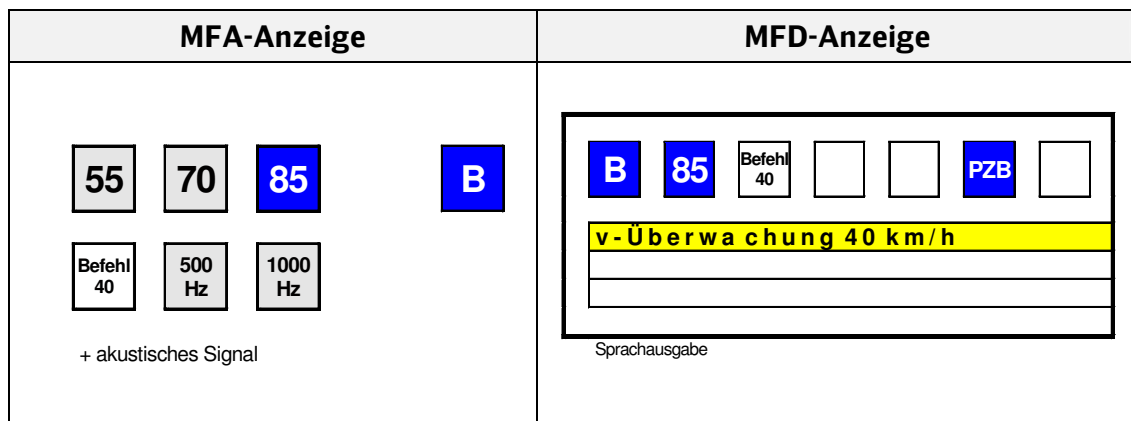 MFA-Anzeige
MFD-Anzeige
55 70 85 B
Befehl 40
500 Hz
1000 Hz
+ akustisches Signal
B 85 Befehl 40 PZB
v-Überwachung 40 km/h
Sprachausgabe